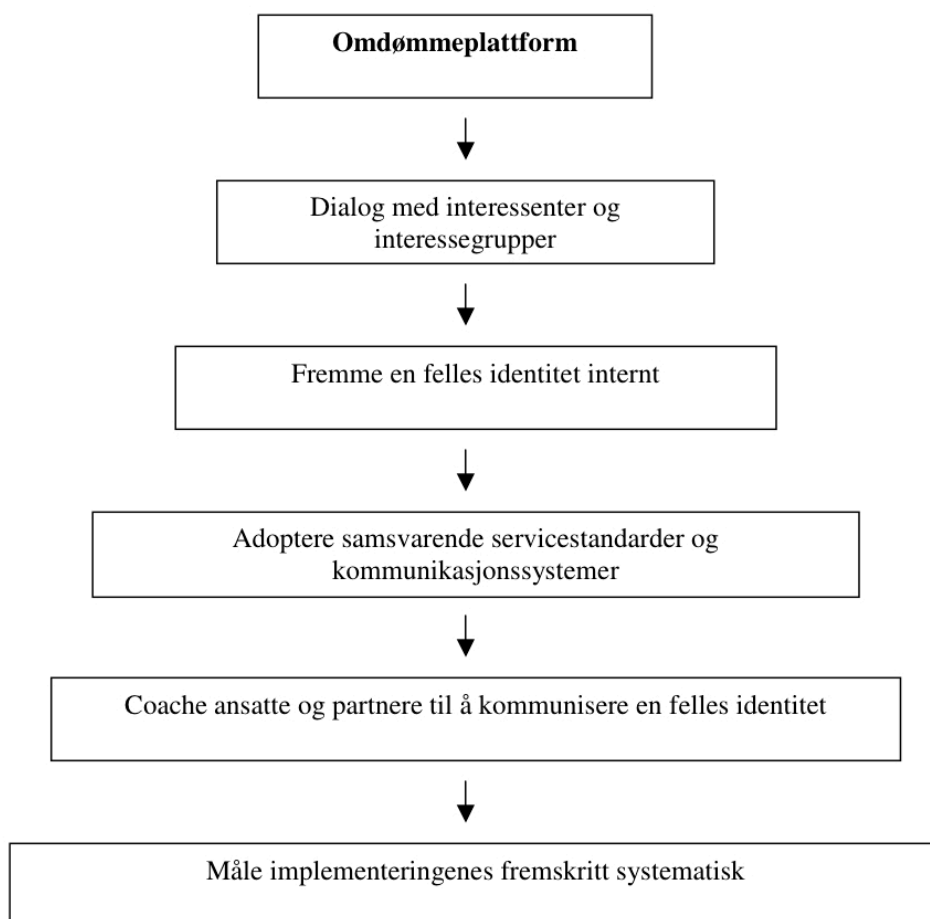 Omdømmeplattform
Dialog med interessenter og
interessegrupper
Fremme en felles identitet internt
Adoptere samsvarende servicestandarder og
kommunikasjonssystemer
Coache ansatte og partnere til å kommunisere en felles identitet
Måle implementeringenes fremskritt systematisk